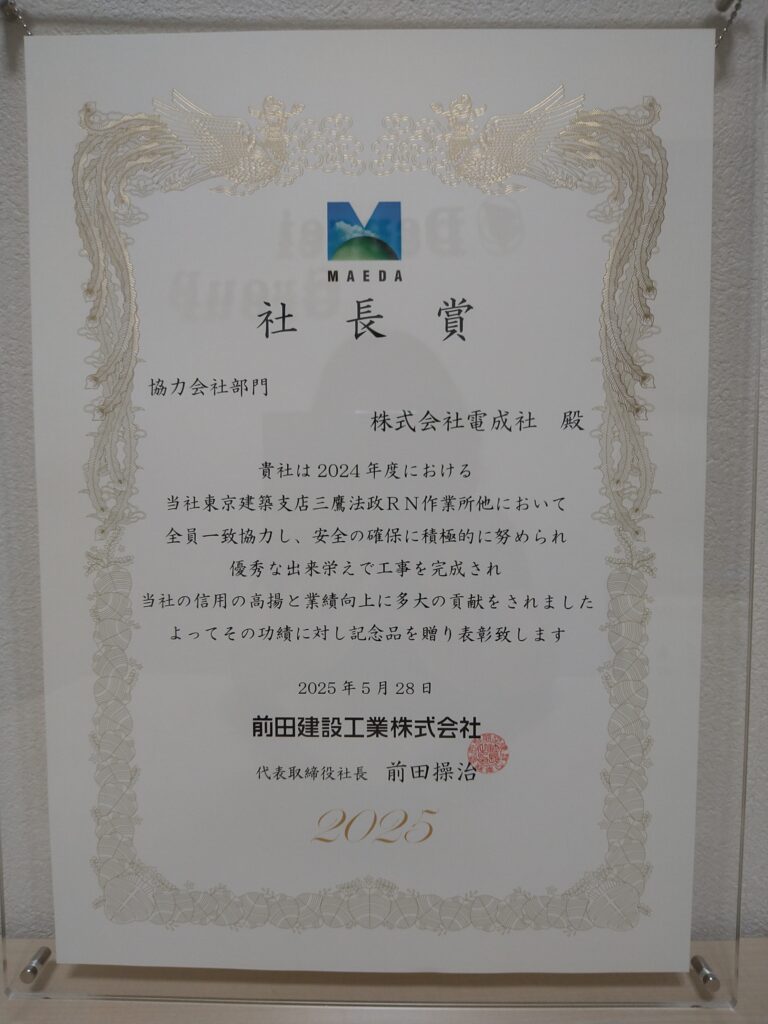 MAEDA
社長賞
協力会社部門
株式会社電成社 殿
貴社は2024年度における
当社東京建築支店三鷹法政RN作業所他において
全員一致協力し、安全の確保に積極的に努められ
優秀な出来栄えで工事を完成され
当社の信用の高揚と業績向上に多大の貢献をされました
よってその功績に対し記念品を贈り表彰致します
2025年5月28日
前田建設工業株式会社
代表取締役社長 前田操治
2025